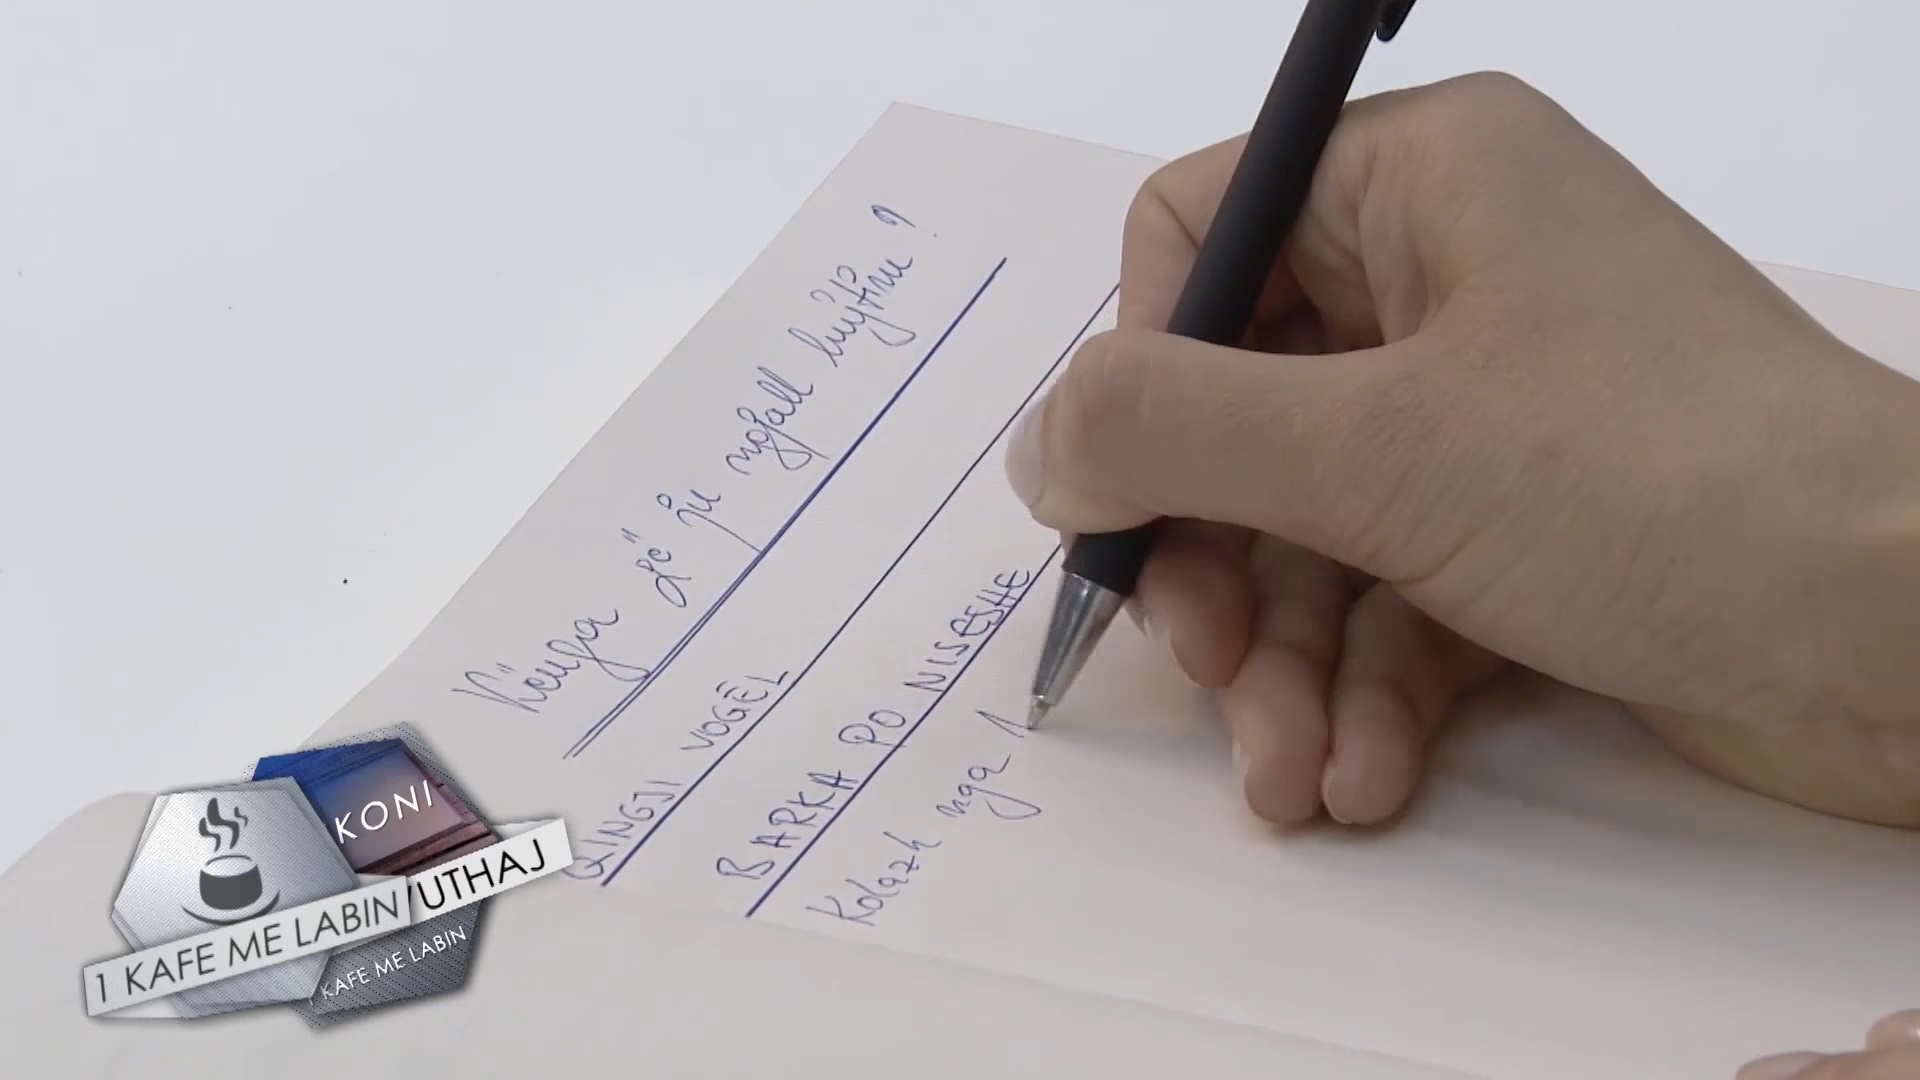 Kënga që ju ngjall kujtim?
QINGJI VOGËL
BARKA PO NISESHE
Kolazh nga
KONI
1 KAFE ME LABIN
UTHAJ
1 KAFE ME LABIN